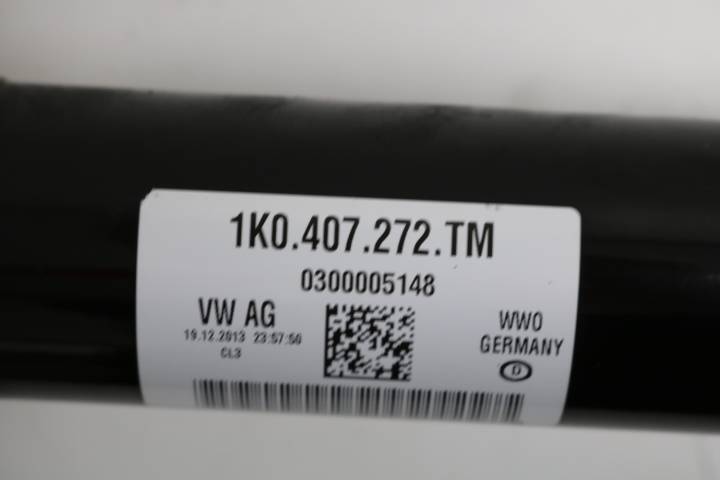 1K0.407.272.TM
0300005148
VW AG
19.12.2013 23:57:50
CL3
WWO
GERMANY
D